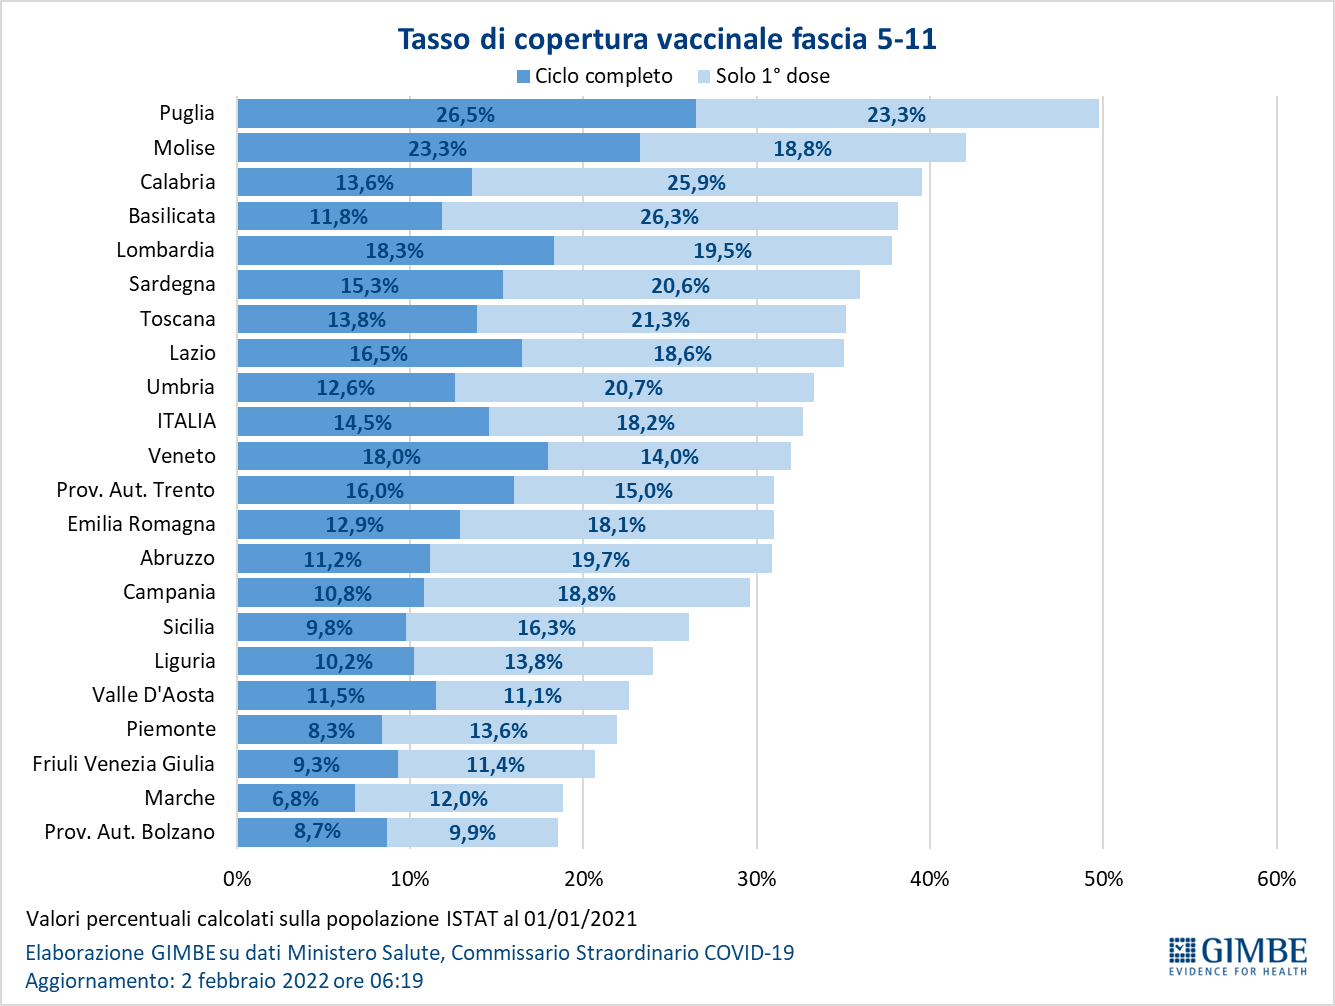 Tasso di copertura vaccinale fascia 5-11
Ciclo completo Solo 1° dose
Puglia 26,5% 23,3%
Molise 23,3% 18,8%
Calabria 13,6% 25,9%
Basilicata 11,8% 26,3%
Lombardia 18,3% 19,5%
Sardegna 15,3% 20,6%
Toscana 13,8% 21,3%
Lazio 16,5% 18,6%
Umbria 12,6% 20,7%
ITALIA 14,5% 18,2%
Veneto 18,0% 14,0%
Prov. Aut. Trento 16,0% 15,0%
Emilia Romagna 12,9% 18,1%
Abruzzo 11,2% 19,7%
Campania 10,8% 18,8%
Sicilia 9,8% 16,3%
Liguria 10,2% 13,8%
Valle D'Aosta 11,5% 11,1%
Piemonte 8,3% 13,6%
Friuli Venezia Giulia 9,3% 11,4%
Marche 6,8% 12,0%
Prov. Aut. Bolzano 8,7% 9,9%
0% 10% 20% 30% 40% 50% 60%
Valori percentuali calcolati sulla popolazione ISTAT al 01/01/2021
Elaborazione GIMBE su dati Ministero Salute, Commissario Straordinario COVID-19
Aggiornamento: 2 febbraio 2022 ore 06:19
GIMBE
EVIDENCE FOR HEALTH